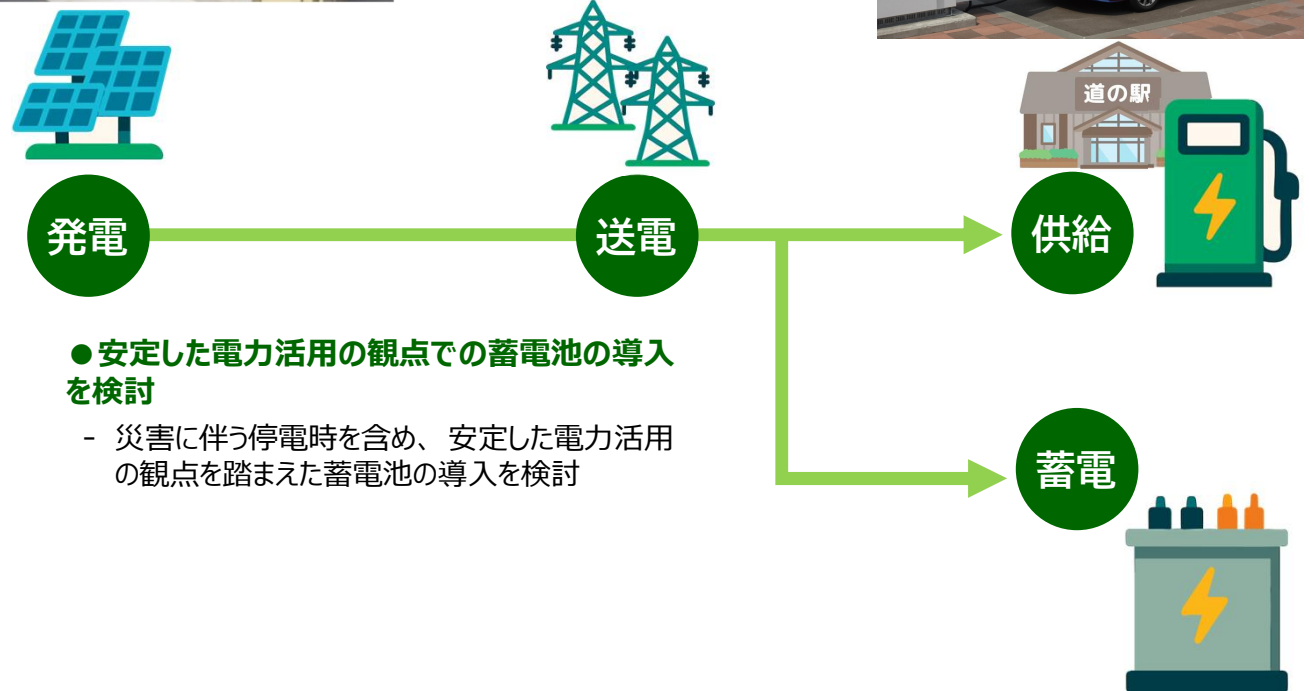 道の駅
発電
送電
供給
●安定した電力活用の観点での蓄電池の導入
を検討
- 災害に伴う停電時を含め、安定した電力活用
の観点を踏まえた蓄電池の導入を検討
蓄電